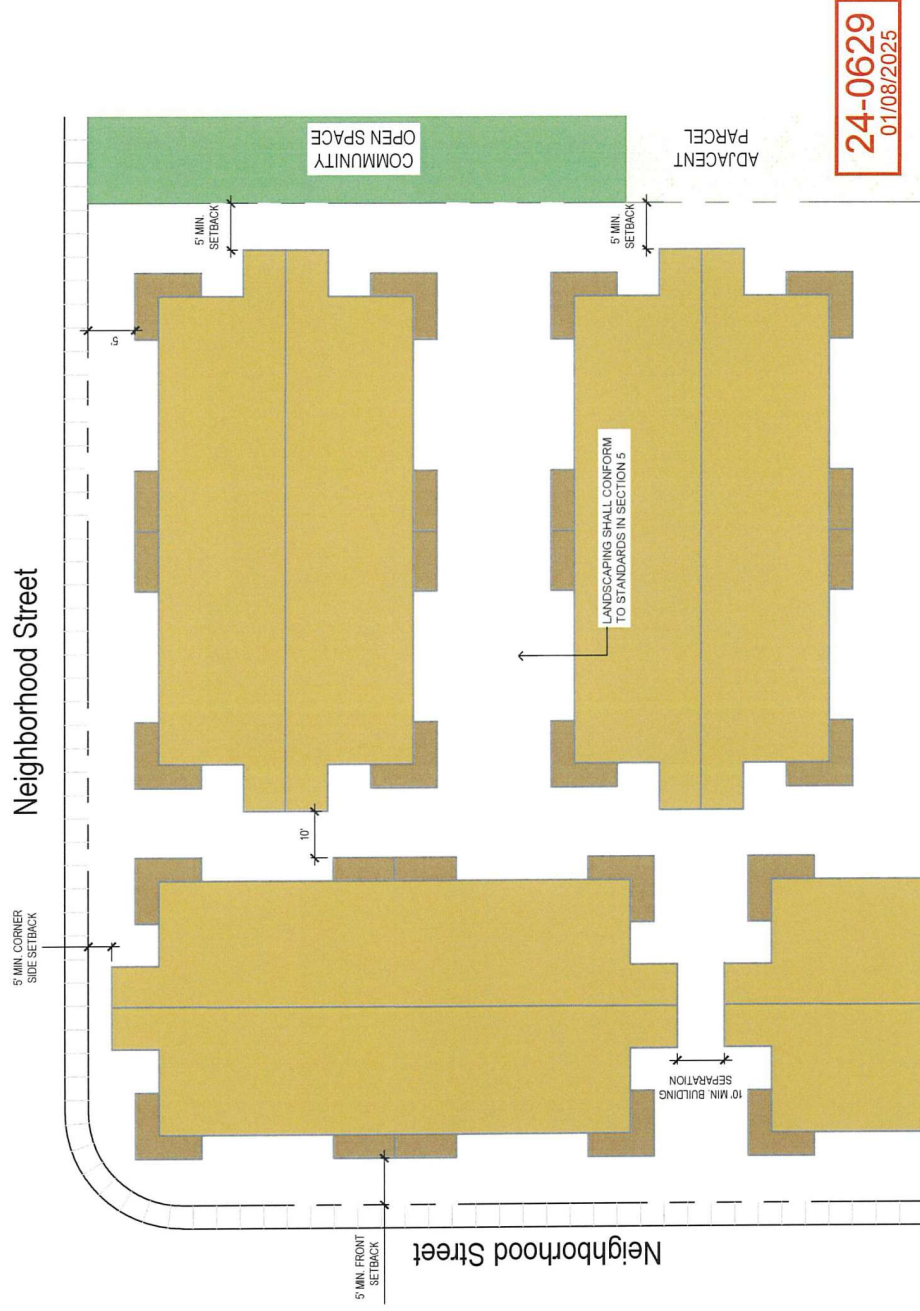 Neighborhood Street
5' MIN. CORNER
SIDE SETBACK
5'
5' MIN.
SETBACK
COMMUNITY
OPEN SPACE
10'
5' MIN.
SETBACK
ADJACENT
PARCEL
LANDSCAPING SHALL CONFORM
TO STANDARDS IN SECTION 5
10' MIN. BUILDING
SEPARATION
5' MIN. FRONT
SETBACK
Neighborhood Street
24-0629
01/08/2025